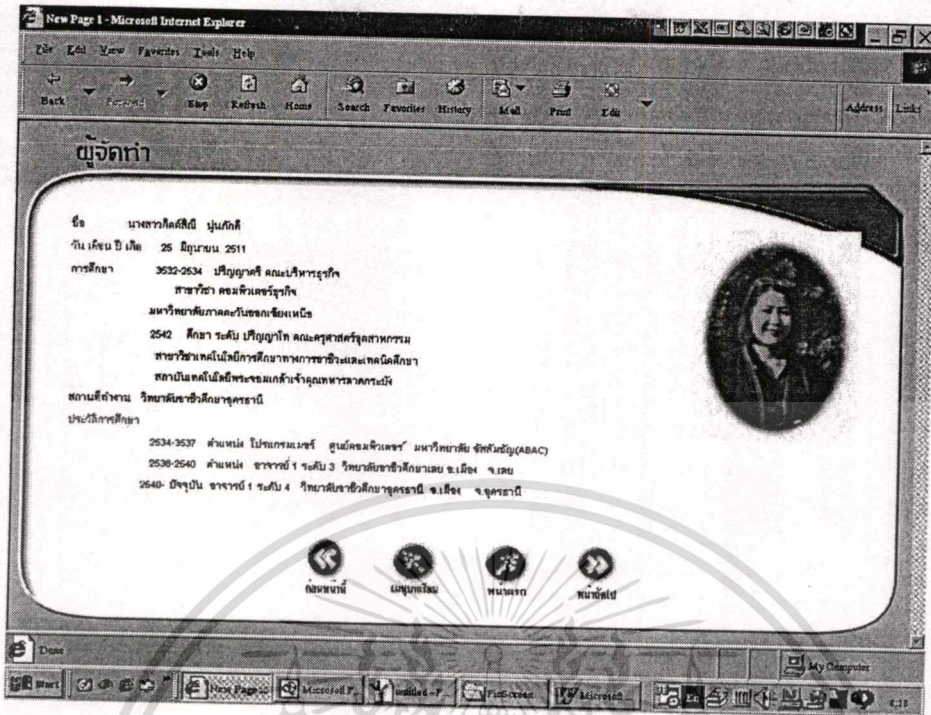 New Page 1 - Microsoft Internet Explorer
File Edit View Favorites Tools Help
Back Forward Stop Refresh Home Search Favorites History Mail Print Edit Address Links
ผู้จัดทำ
ชื่อ นางสาวกิตต์สิณี ปุ่นภักดี
วัน เดือน ปี เกิด 25 มิถุนายน 2511
การศึกษา 3532-2534 ปริญญาตรี คณะบริหารธุรกิจ
สาขาวิชา คอมพิวเตอร์ธุรกิจ
มหาวิทยาลัยภาคตะวันออกเฉียงเหนือ
2542 ศึกษา ระดับ ปริญญาโท คณะครุศาสตร์อุตสาหกรรม
สาขาวิชาเทคโนโลยีการศึกษาทางการอาชีวะและเทคนิคศึกษา
สถาบันเทคโนโลยีพระจอมเกล้าเจ้าคุณทหารลาดกระบัง
สถานที่ทำงาน วิทยาลัยอาชีวศึกษาอุดรธานี
ประวัติการศึกษา
2534-3537 ตำแหน่ง โปรแกรมเมอร์ ศูนย์คอมพิวเตอร์ มหาวิทยาลัย อัสสัมชัญ(ABAC)
2538-2540 ตำแหน่ง อาจารย์ 1 ระดับ 3 วิทยาลัยอาชีวศึกษาเลย อ.เมือง จ.เลย
2540- ปัจจุบัน อาจารย์ 1 ระดับ 4 วิทยาลัยอาชีวศึกษาอุดรธานี อ.เมือง จ.อุดรธานี
ก่อนหน้านี้ เมนูบทเรียน หน้าแรก หน้าถัดไป
Done My Computer
Start New Page Microsoft F... untitled - P... PicScreen Microsoft... En 4:18